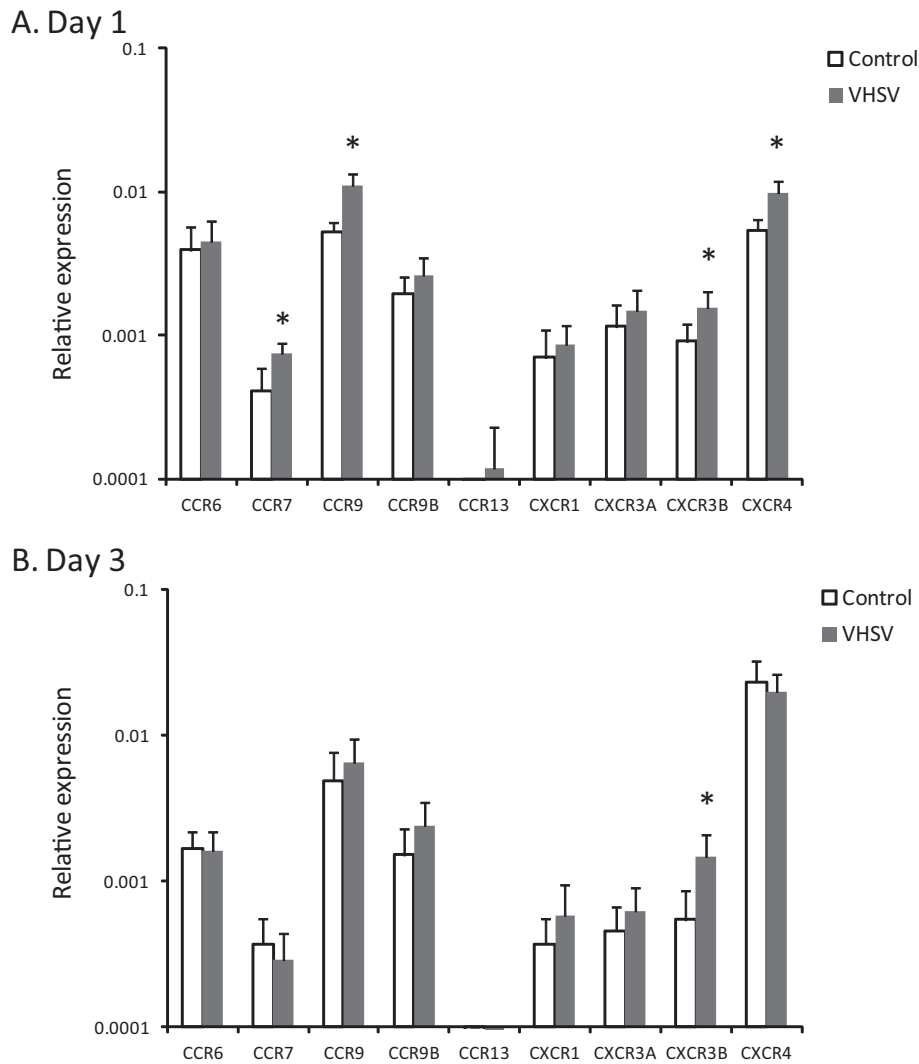 A. Day 1
0.1
0.01
0.001
0.0001
Relative expression
Control
VHSV
*
*
*
*
CCR6 CCR7 CCR9 CCR9B CCR13 CXCR1 CXCR3A CXCR3B CXCR4
B. Day 3
0.1
0.01
0.001
0.0001
Relative expression
Control
VHSV
*
CCR6 CCR7 CCR9 CCR9B CCR13 CXCR1 CXCR3A CXCR3B CXCR4